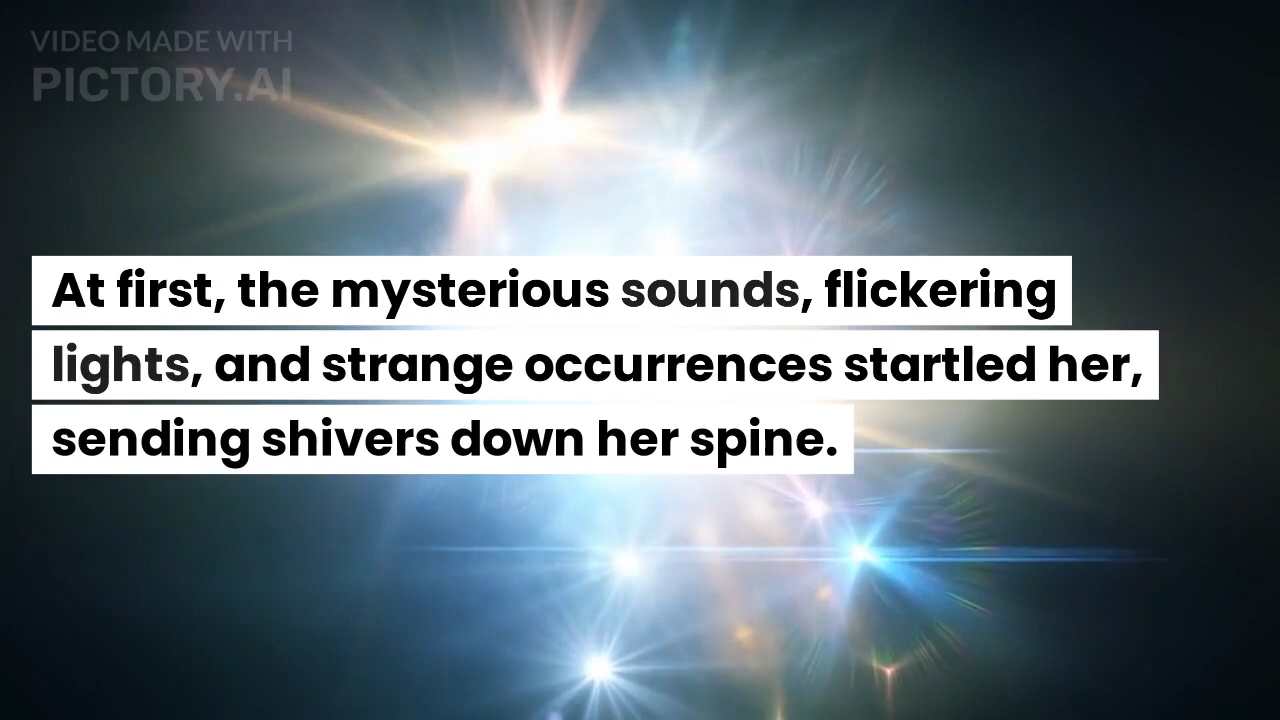 VIDEO MADE WITH
PICTORY.AI
At first, the mysterious sounds, flickering
lights, and strange occurrences startled her,
sending shivers down her spine.